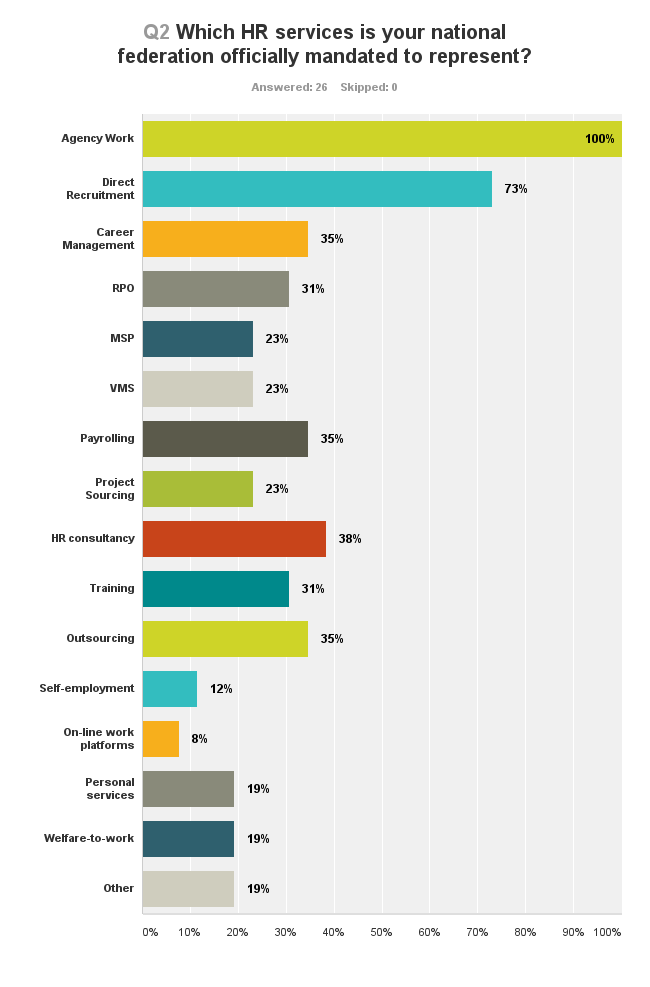 Q2 Which HR services is your national
federation officially mandated to represent?
Answered: 26 Skipped: 0
Agency Work
100%
Direct
Recruitment
73%
Career
Management
35%
RPO
31%
MSP
23%
VMS
23%
Payrolling
35%
Project
Sourcing
23%
HR consultancy
38%
Training
31%
Outsourcing
35%
Self-employment
12%
On-line work
platforms
8%
Personal
services
19%
Welfare-to-work
19%
Other
19%
0% 10% 20% 30% 40% 50% 60% 70% 80% 90% 100%